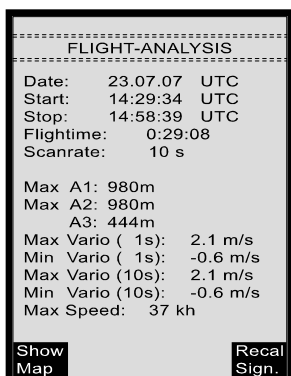 FLIGHT-ANALYSIS
Date: 23.07.07 UTC
Start: 14:29:34 UTC
Stop: 14:58:39 UTC
Flightime: 0:29:08
Scanrate: 10 s
Max A1: 980m
Max A2: 980m
A3: 444m
Max Vario ( 1s): 2.1 m/s
Min Vario ( 1s): -0.6 m/s
Max Vario (10s): 2.1 m/s
Min Vario (10s): -0.6 m/s
Max Speed: 37 kh
Show Recal
Map Sign.